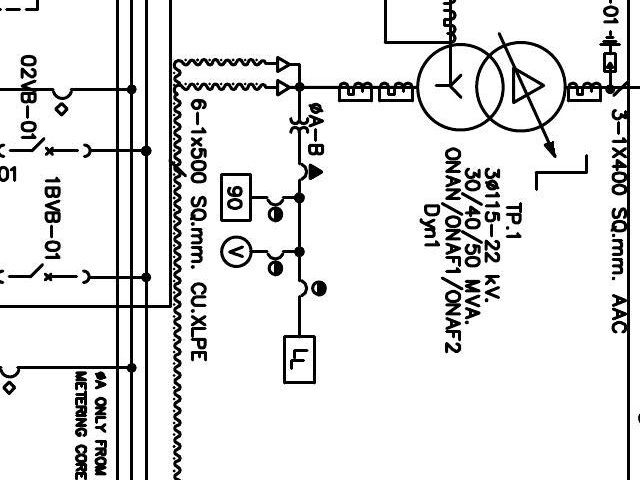 TP.1
3ø115-22 kV.
30/40/50 MVA.
ONAN/ONAF1/ONAF2
Dyn1
3-1X400 SQ.mm. AAC
-01
øA-B
6-1x500 SQ.mm. CU.XLPE
90
V
02VB-01
1BVB-01
01
øA ONLY FROM
METERING CORE